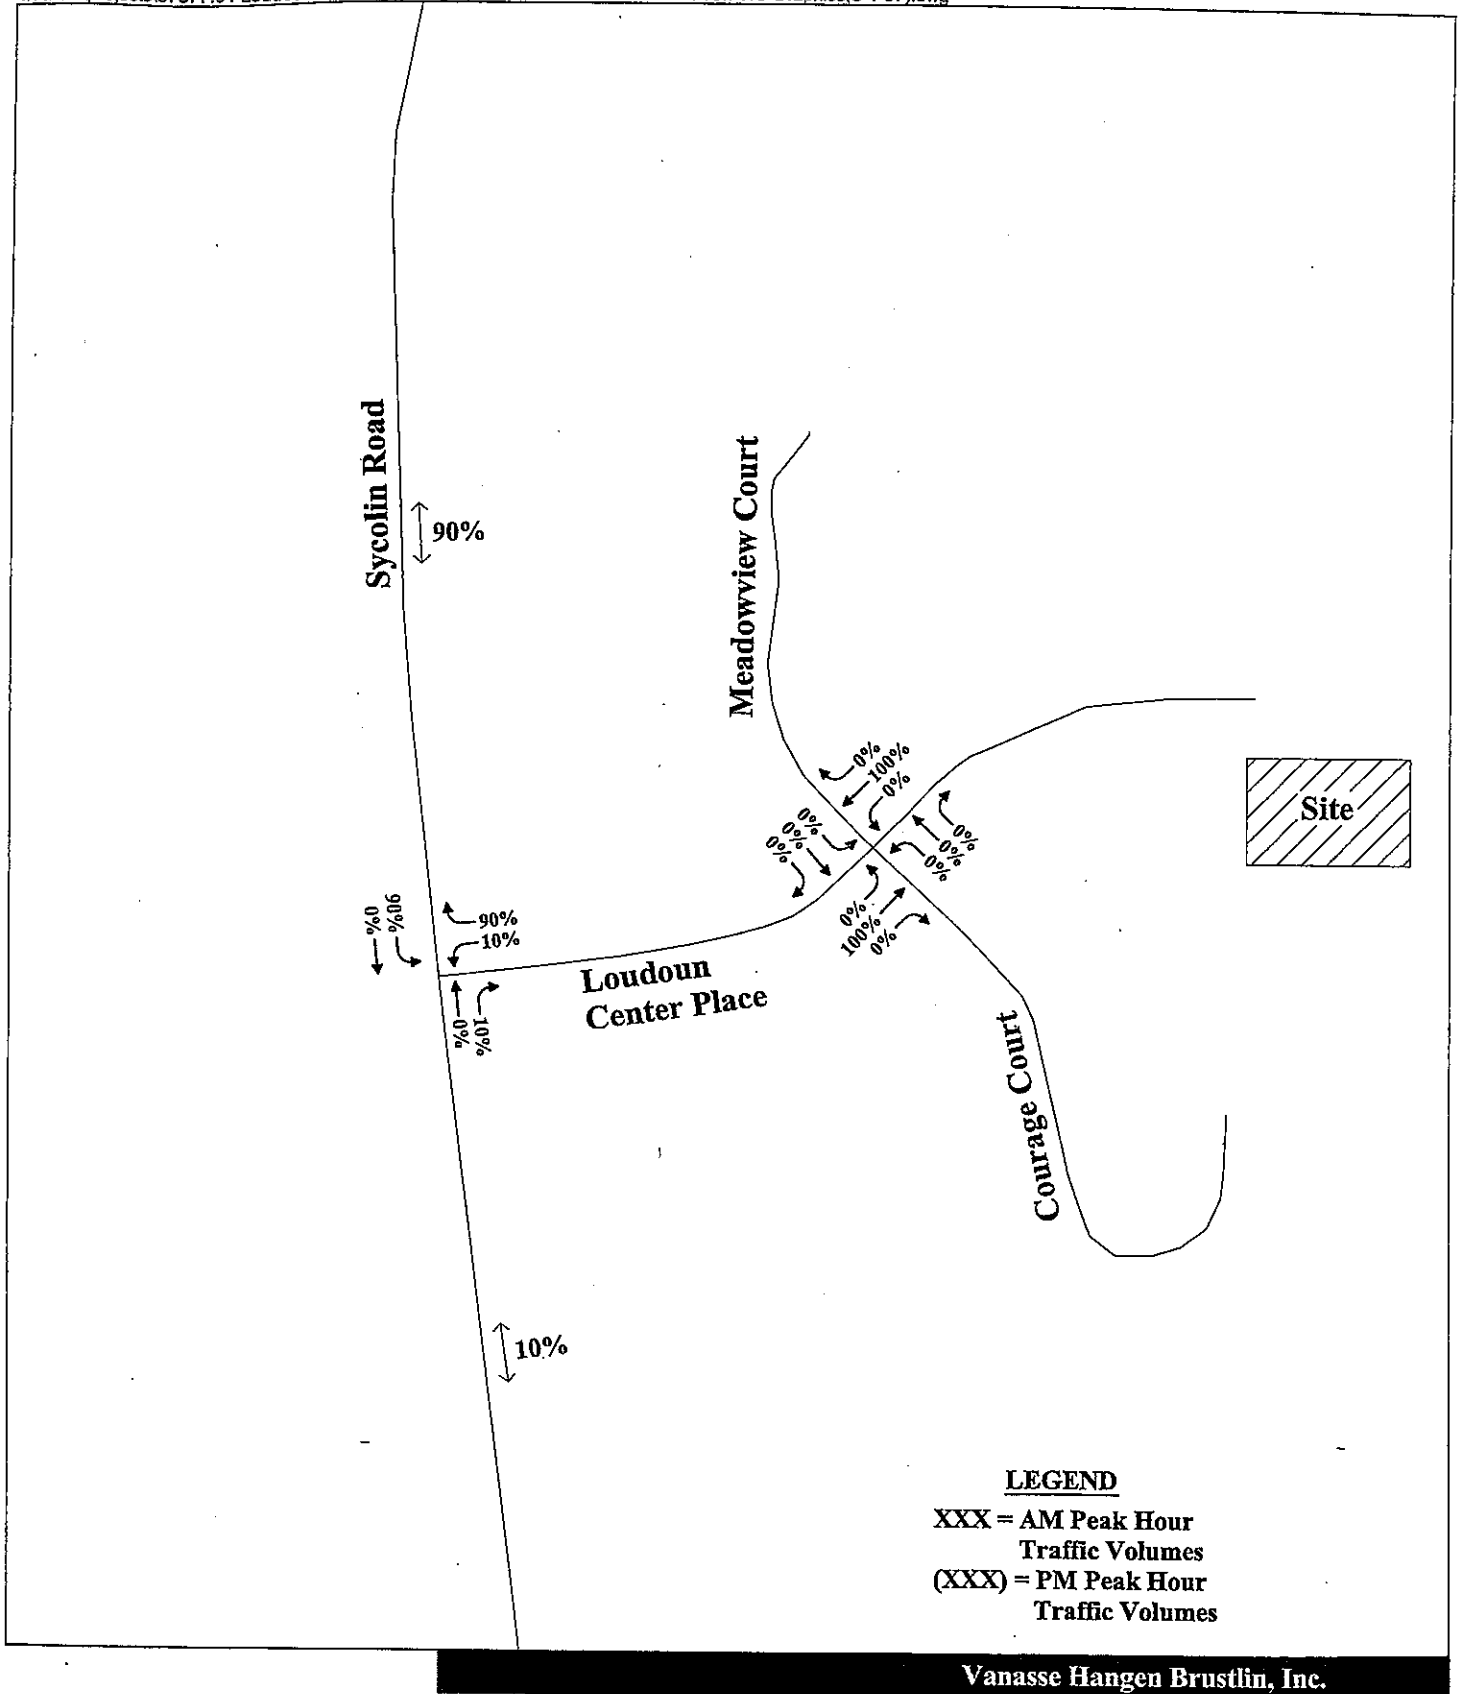 Sycolin Road
90%
Meadowview Court
0%
100%
0%
0%
0%
0%
0%
0%
0%
0%
100%
0%
Site
90%
0%
90%
10%
0%
10%
Loudoun
Center Place
Courage Court
10%
LEGEND
XXX = AM Peak Hour
Traffic Volumes
(XXX) = PM Peak Hour
Traffic Volumes
Vanasse Hangen Brustlin, Inc.